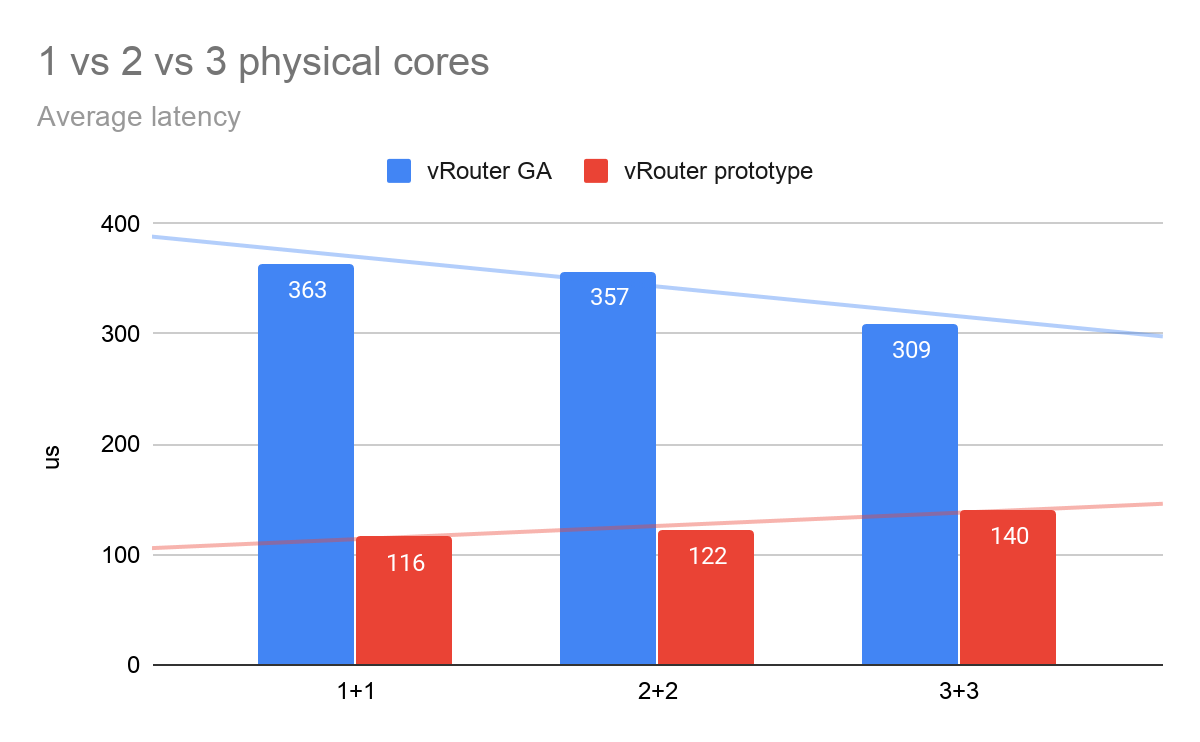 1 vs 2 vs 3 physical cores
Average latency
vRouter GA vRouter prototype
400
300
200
100
0
us
363
116
357
122
309
140
1+1 2+2 3+3